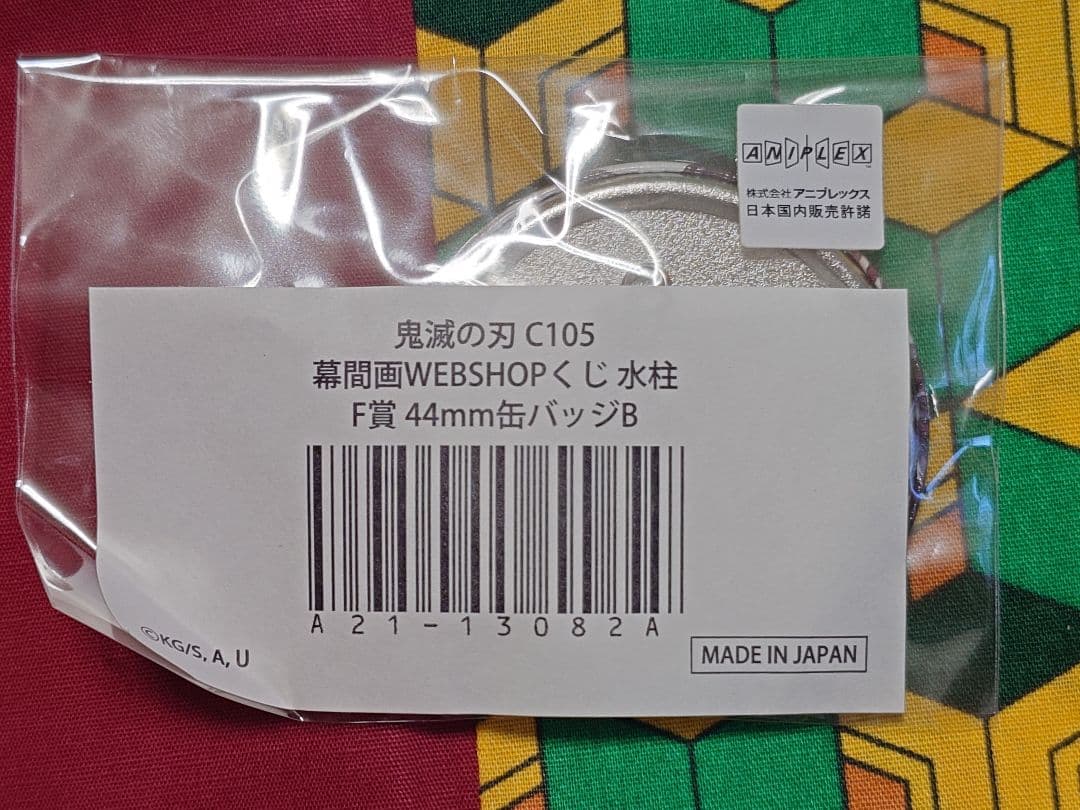 ANIPLEX™
株式会社 アニプレックス
日本国内販売許諾
鬼滅の刃 C105
幕間画WEBSHOPくじ 水柱
F賞 44mm缶バッジB
A21-13082A
©KG/S, A, U
MADE IN JAPAN